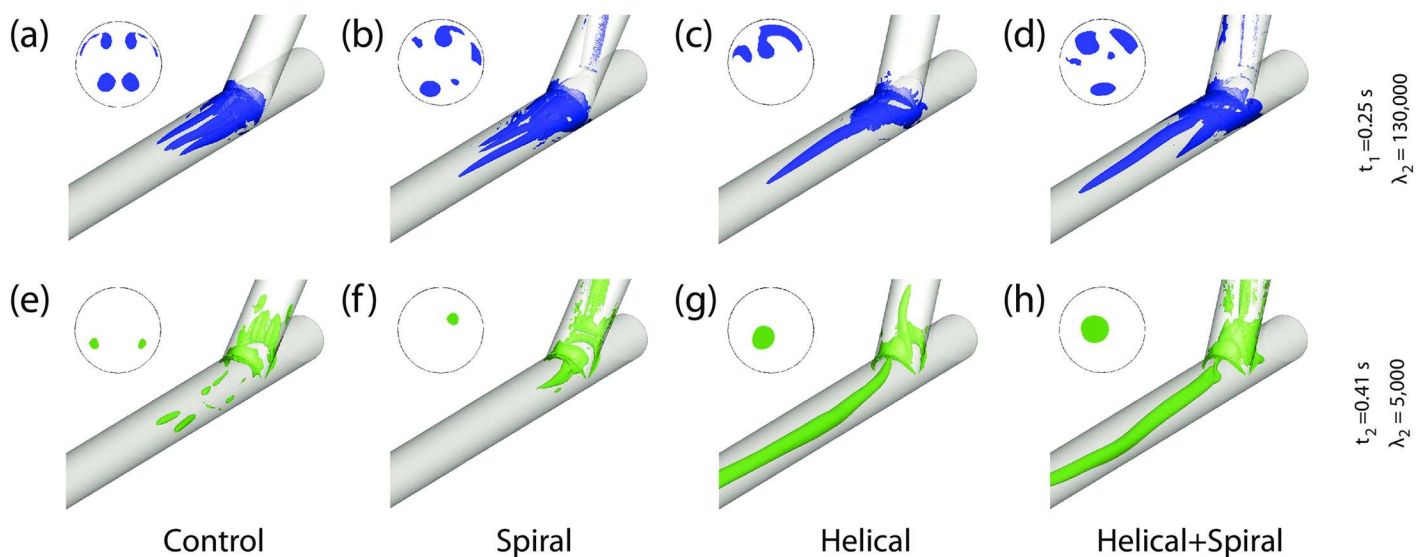 (a)
(b)
(c)
(d)
t₁ =0.25 s
λ₂ = 130,000
(e)
(f)
(g)
(h)
t₂ =0.41 s
λ₂ = 5,000
Control
Spiral
Helical
Helical+Spiral